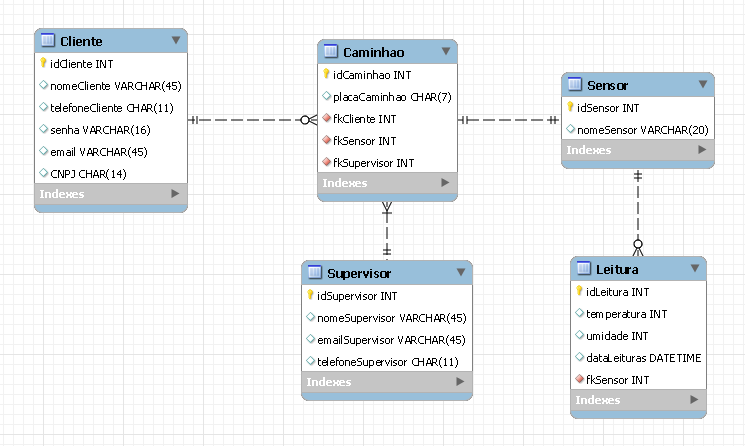 Cliente
idCliente INT
nomeCliente VARCHAR(45)
telefoneCliente CHAR(11)
senha VARCHAR(16)
email VARCHAR(45)
CNPJ CHAR(14)
Indexes
Caminhao
idCaminhao INT
placaCaminhao CHAR(7)
fkCliente INT
fkSensor INT
fkSupervisor INT
Indexes
Sensor
idSensor INT
nomeSensor VARCHAR(20)
Indexes
Supervisor
idSupervisor INT
nomeSupervisor VARCHAR(45)
emailSupervisor VARCHAR(45)
telefoneSupervisor CHAR(11)
Indexes
Leitura
idLeitura INT
temperatura INT
umidade INT
dataLeituras DATETIME
fkSensor INT
Indexes